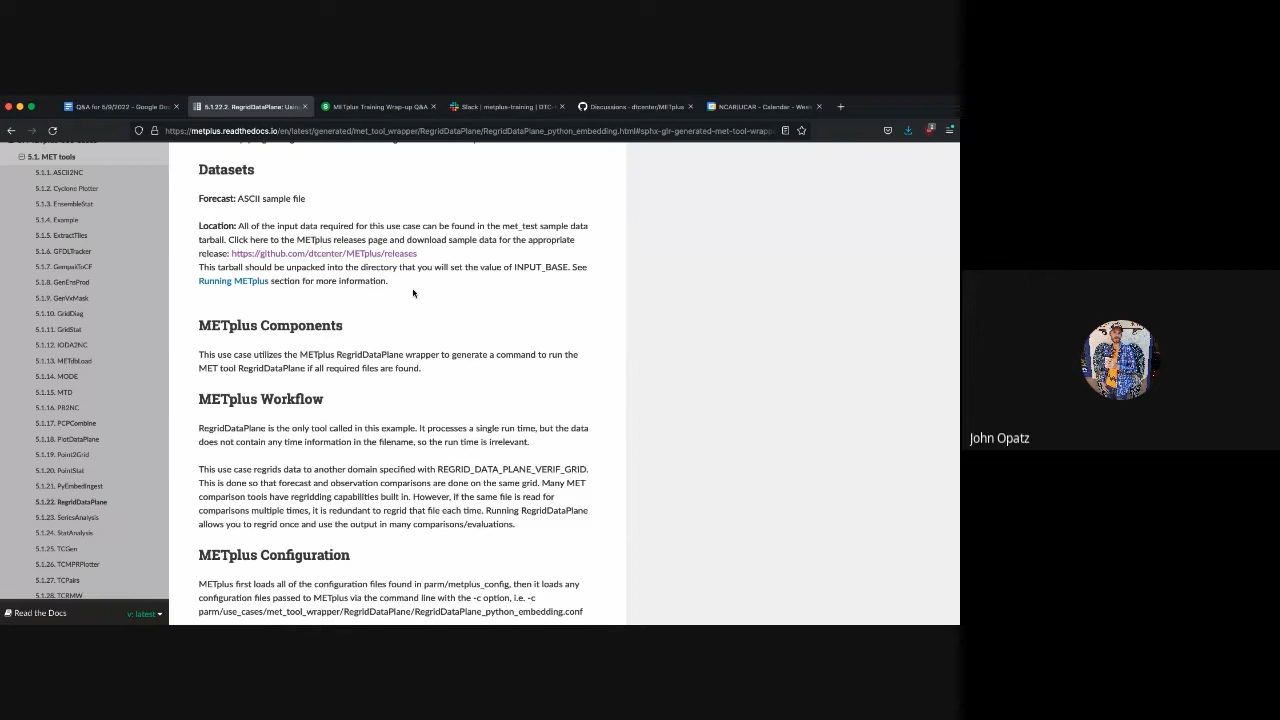 Q&A for 5/9/2022 - Google Do
5.1.22.2. RegridDataPlane: Usin
METplus Training Wrap-up Q&A
Slack | metplus-training | DTC-
Discussions · dtcenter/METplus
NCAR|UCAR - Calendar - Week
https://metplus.readthedocs.io/en/latest/generated/met_tool_wrapper/RegridDataPlane/RegridDataPlane_python_embedding.html#sphx-glr-generated-met-tool-wrapp
5.1. MET tools
5.1.1. ASCII2NC
5.1.2. Cyclone Plotter
5.1.3. EnsembleStat
5.1.4. Example
5.1.5. ExtractTiles
5.1.6. GFDLTracker
5.1.7. GempakToCF
5.1.8. GenEnsProd
5.1.9. GenVxMask
5.1.10. GridDiag
5.1.11. GridStat
5.1.12. IODA2NC
5.1.13. METdbLoad
5.1.14. MODE
5.1.15. MTD
5.1.16. PB2NC
5.1.17. PCPCombine
5.1.18. PlotDataPlane
5.1.19. Point2Grid
5.1.20. PointStat
5.1.21. PyEmbedIngest
5.1.22. RegridDataPlane
5.1.23. SeriesAnalysis
5.1.24. StatAnalysis
5.1.25. TCGen
5.1.26. TCMPRPlotter
5.1.27. TCPairs
5.1.28. TCRMW
Read the Docs
v: latest
Datasets
Forecast: ASCII sample file
Location: All of the input data required for this use case can be found in the met_test sample data
tarball. Click here to the METplus releases page and download sample data for the appropriate
release: https://github.com/dtcenter/METplus/releases
This tarball should be unpacked into the directory that you will set the value of INPUT_BASE. See
Running METplus section for more information.
METplus Components
This use case utilizes the METplus RegridDataPlane wrapper to generate a command to run the
MET tool RegridDataPlane if all required files are found.
METplus Workflow
RegridDataPlane is the only tool called in this example. It processes a single run time, but the data
does not contain any time information in the filename, so the run time is irrelevant.
This use case regrids data to another domain specified with REGRID_DATA_PLANE_VERIF_GRID.
This is done so that forecast and observation comparisons are done on the same grid. Many MET
comparison tools have regridding capabilities built in. However, if the same file is read for
comparisons multiple times, it is redundant to regrid that file each time. Running RegridDataPlane
allows you to regrid once and use the output in many comparisons/evaluations.
METplus Configuration
METplus first loads all of the configuration files found in parm/metplus_config, then it loads any
configuration files passed to METplus via the command line with the -c option, i.e. -c
parm/use_cases/met_tool_wrapper/RegridDataPlane/RegridDataPlane_python_embedding.conf
John Opatz